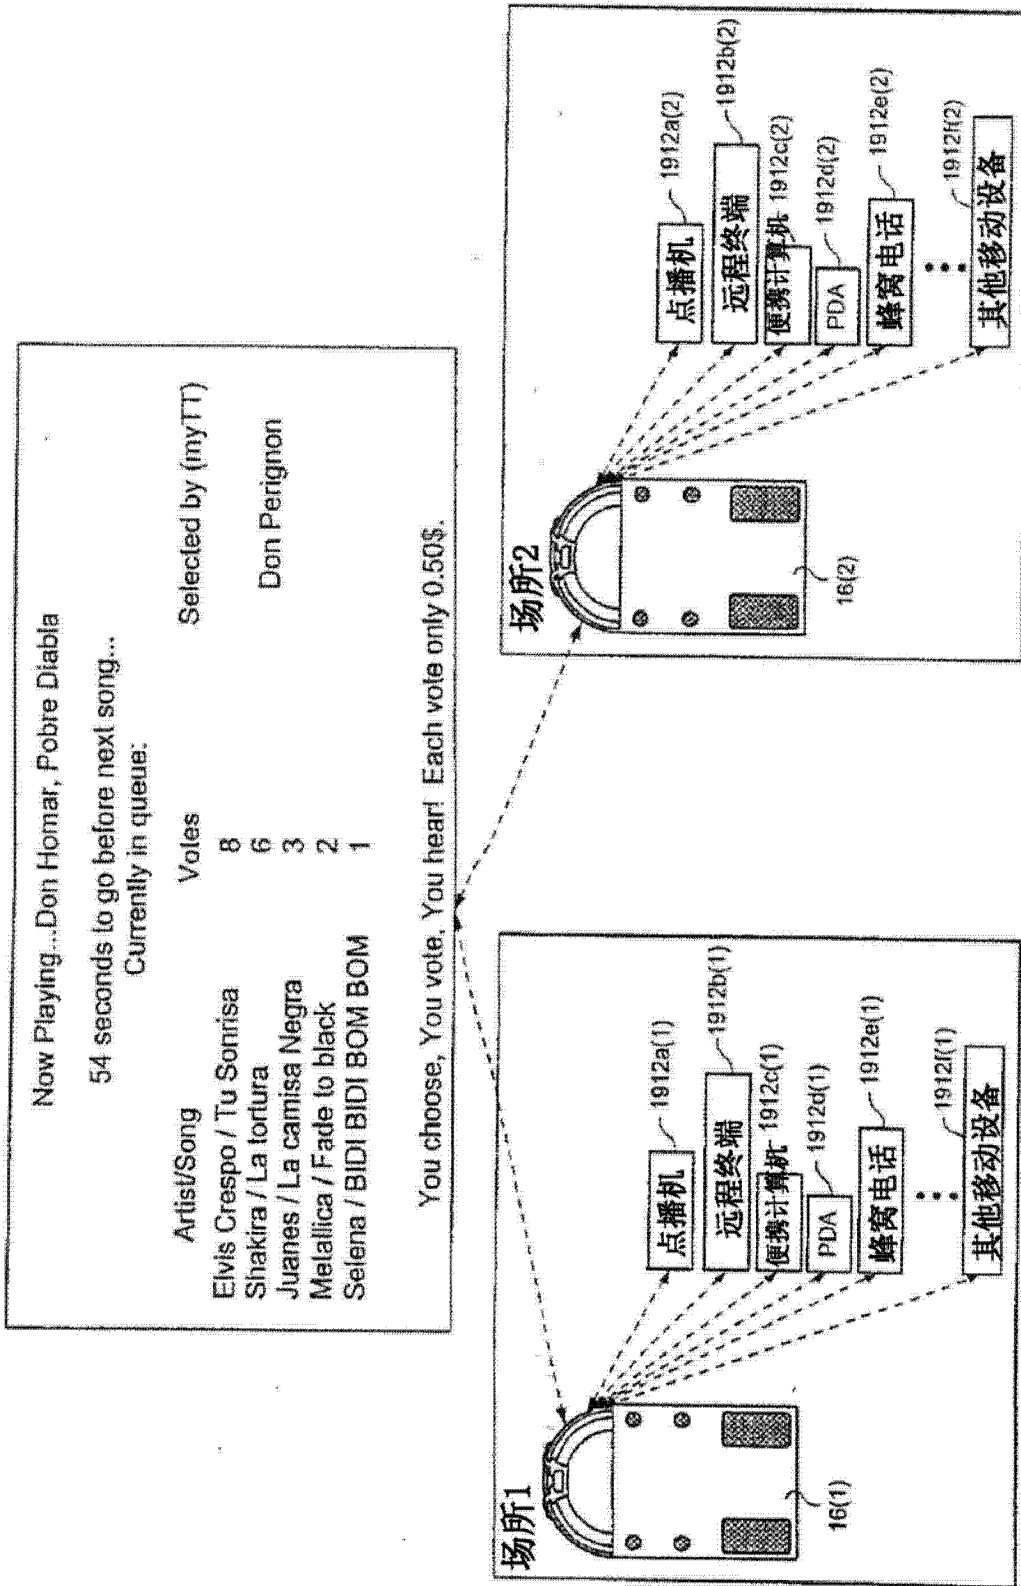 Now Playing...Don Homar, Pobre Diabla
54 seconds to go before next song...
Currently in queue:
Artist/Song Votes Selected by (myTT)
Elvis Crespo / Tu Sonrisa 8
Shakira / La tortura 6 Don Perignon
Juanes / La camisa Negra 3
Metallica / Fade to black 2
Selena / BIDI BIDI BOM BOM 1
You choose, You vote, You hear! Each vote only 0.50$.
场所1
16(1)
点播机 1912a(1)
远程终端 1912b(1)
便携计算机 1912c(1)
PDA 1912d(1)
蜂窝电话 1912e(1)
其他移动设备 1912f(1)
场所2
16(2)
点播机 1912a(2)
远程终端 1912b(2)
便携计算机 1912c(2)
PDA 1912d(2)
蜂窝电话 1912e(2)
其他移动设备 1912f(2)